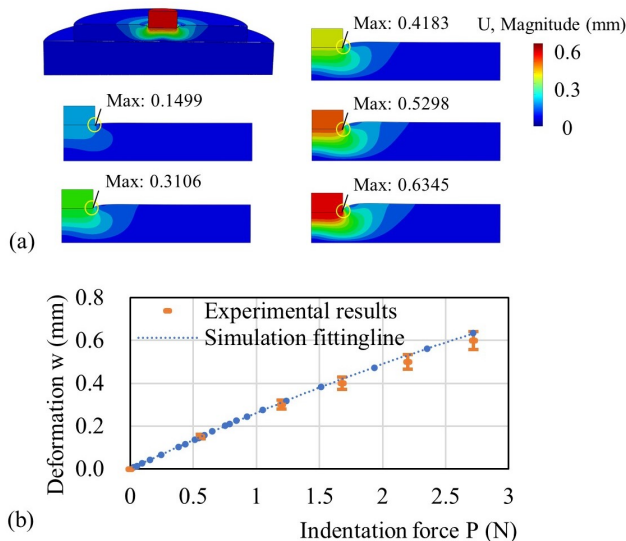 U, Magnitude (mm)
0.6
0.3
0
Max: 0.4183
Max: 0.1499
Max: 0.5298
Max: 0.3106
Max: 0.6345
(a)
0.8
0.6
0.4
0.2
0.0
Deformation w (mm)
Experimental results
Simulation fittingline
0 0.5 1 1.5 2 2.5 3
Indentation force P (N)
(b)